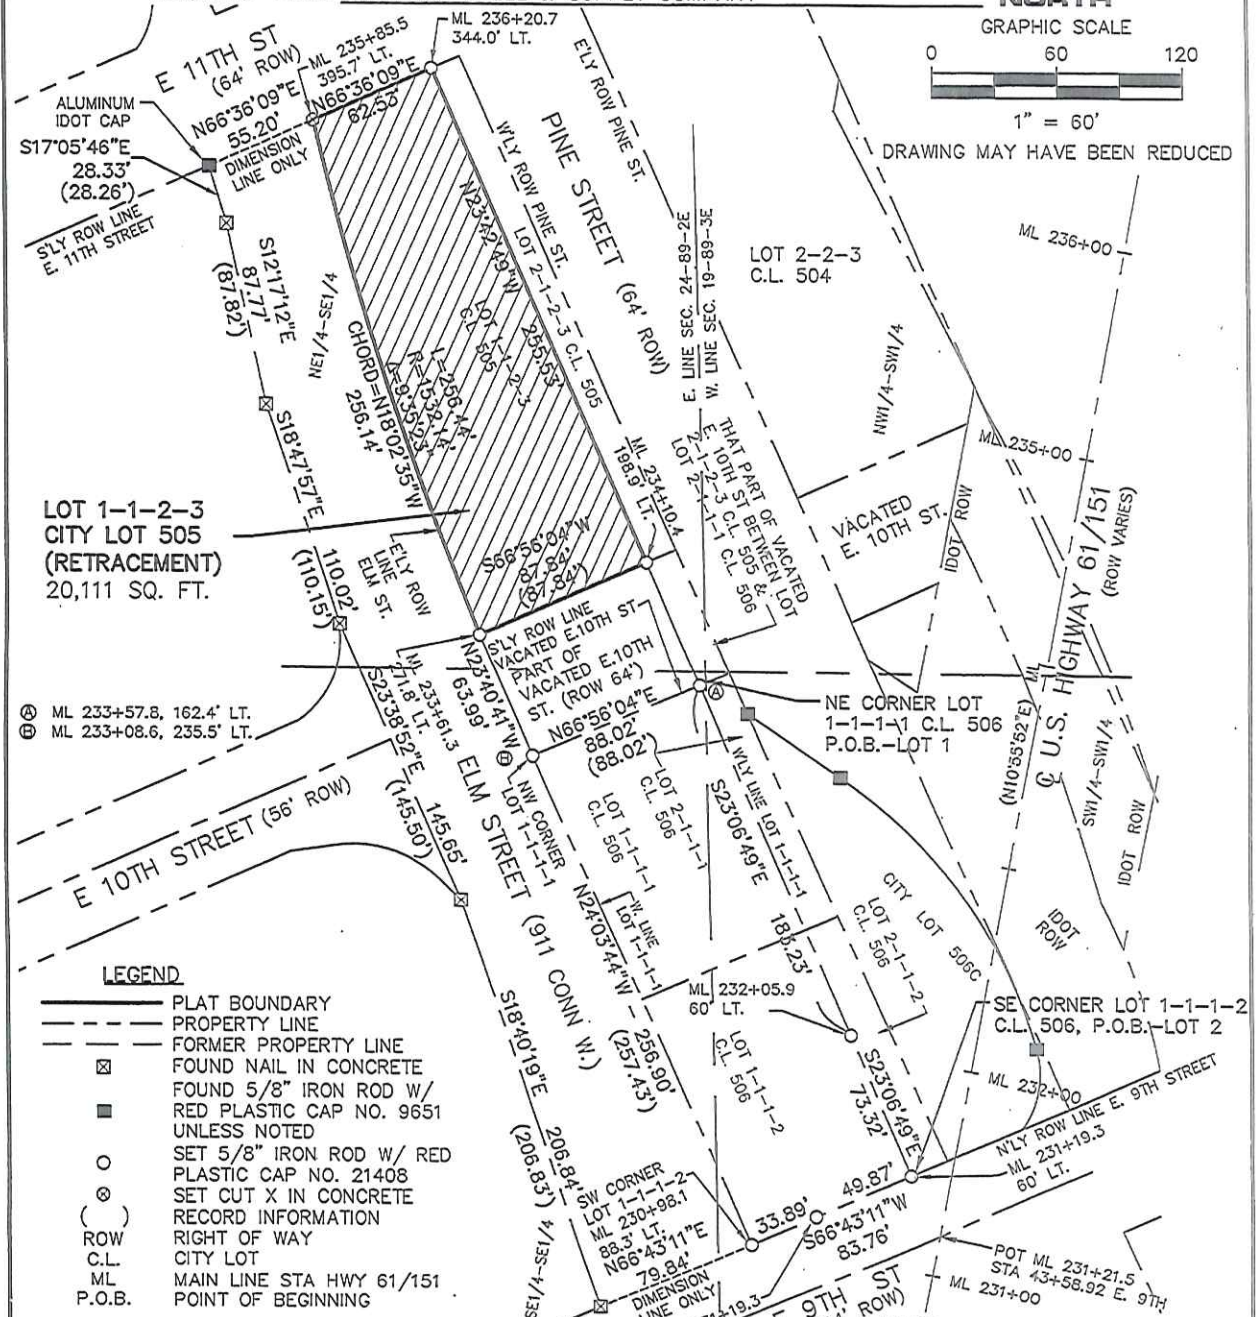 NORTH
GRAPHIC SCALE
0 60 120
1" = 60'
DRAWING MAY HAVE BEEN REDUCED
E 11TH ST
(64' ROW)
ML 235+85.5
395.7' LT.
ML 236+20.7
344.0' LT.
ALUMINUM
IDOT CAP
N66°36'09"E
55.20'
DIMENSION
LINE ONLY
N66°36'09"E
62.53'
S17°05'46"E
28.33'
(28.26')
S'LY ROW LINE
E. 11TH STREET
S12°17'12"E
87.77'
(87.82')
NE1/4-SE1/4
CHORD=N18°02'35"W
256.14'
L=256.44'
R=1532.14'
Δ=9°35'23"
LOT 1-1-2-3
C.L. 505
N23°42'49"W
255.53'
W'LY ROW PINE ST.
LOT 2-1-2-3 C.L. 505
PINE STREET (64' ROW)
E'LY ROW PINE ST.
E. LINE SEC. 24-89-2E
W. LINE SEC. 19-89-3E
LOT 2-2-3
C.L. 504
ML 236+00
NW1/4-SW1/4
ML 235+00
VACATED
E. 10TH ST.
IDOT ROW
℄ U.S. HIGHWAY 61/151
(ROW VARIES)
ML
(N10°55'52"E)
S18°47'57"E
110.02'
(110.15')
LOT 1-1-2-3
CITY LOT 505
(RETRACEMENT)
20,111 SQ. FT.
E'LY ROW
LINE
ELM ST.
S66°56'04"W
87.84'
(87.84')
ML 234+10.4
198.9' LT.
THAT PART OF VACATED
E. 10TH ST BETWEEN LOT
2-1-2-3 C.L. 505 &
LOT 2-1-1-1 C.L. 506
S'LY ROW LINE
VACATED E.10TH ST
PART OF
VACATED E.10TH
ST. (ROW 64')
N23°40'41"W
63.99'
ML 233+61.3
271.8' LT.
N66°56'04"E
88.02'
(88.02')
Ⓐ
NE CORNER LOT
1-1-1-1 C.L. 506
P.O.B.-LOT 1
Ⓐ ML 233+57.8, 162.4' LT.
Ⓑ ML 233+08.6, 235.5' LT.
S23°38'52"E
145.65'
(145.50')
E 10TH STREET (56' ROW)
ELM STREET (911 CONN W.)
Ⓑ
NW CORNER
LOT 1-1-1-1
LOT 1-1-1-1
C.L. 506
LOT 2-1-1-1
C.L. 506
W'LY LINE LOT 1-1-1-1
S23°06'49"E
186.23'
W. LINE
LOT 1-1-1-1
N24°03'44"W
256.90'
(257.43')
CITY LOT 506C
LOT 2-1-1-2
C.L. 506
IDOT
ROW
SW1/4-SW1/4
IDOT ROW
ML 232+05.9
60' LT.
LOT 1-1-1-2
C.L. 506
SE CORNER LOT 1-1-1-2
C.L. 506, P.O.B.-LOT 2
S23°06'49"E
73.32'
ML 232+00
N'LY ROW LINE E. 9TH STREET
ML 231+19.3
60' LT.
S18°40'19"E
206.84'
(206.83')
SE1/4-SE1/4
SW CORNER
LOT 1-1-1-2
ML 230+98.1
88.3' LT.
N66°43'11"E
79.84'
DIMENSION
LINE ONLY
33.89'
49.87'
S66°43'11"W
83.76'
E 9TH ST
POT ML 231+21.5
STA 43+58.92 E. 9TH
ML 231+00
LEGEND
PLAT BOUNDARY
PROPERTY LINE
FORMER PROPERTY LINE
FOUND NAIL IN CONCRETE
FOUND 5/8" IRON ROD W/
RED PLASTIC CAP NO. 9651
UNLESS NOTED
SET 5/8" IRON ROD W/ RED
PLASTIC CAP NO. 21408
SET CUT X IN CONCRETE
( ) RECORD INFORMATION
ROW RIGHT OF WAY
C.L. CITY LOT
ML MAIN LINE STA HWY 61/151
P.O.B. POINT OF BEGINNING